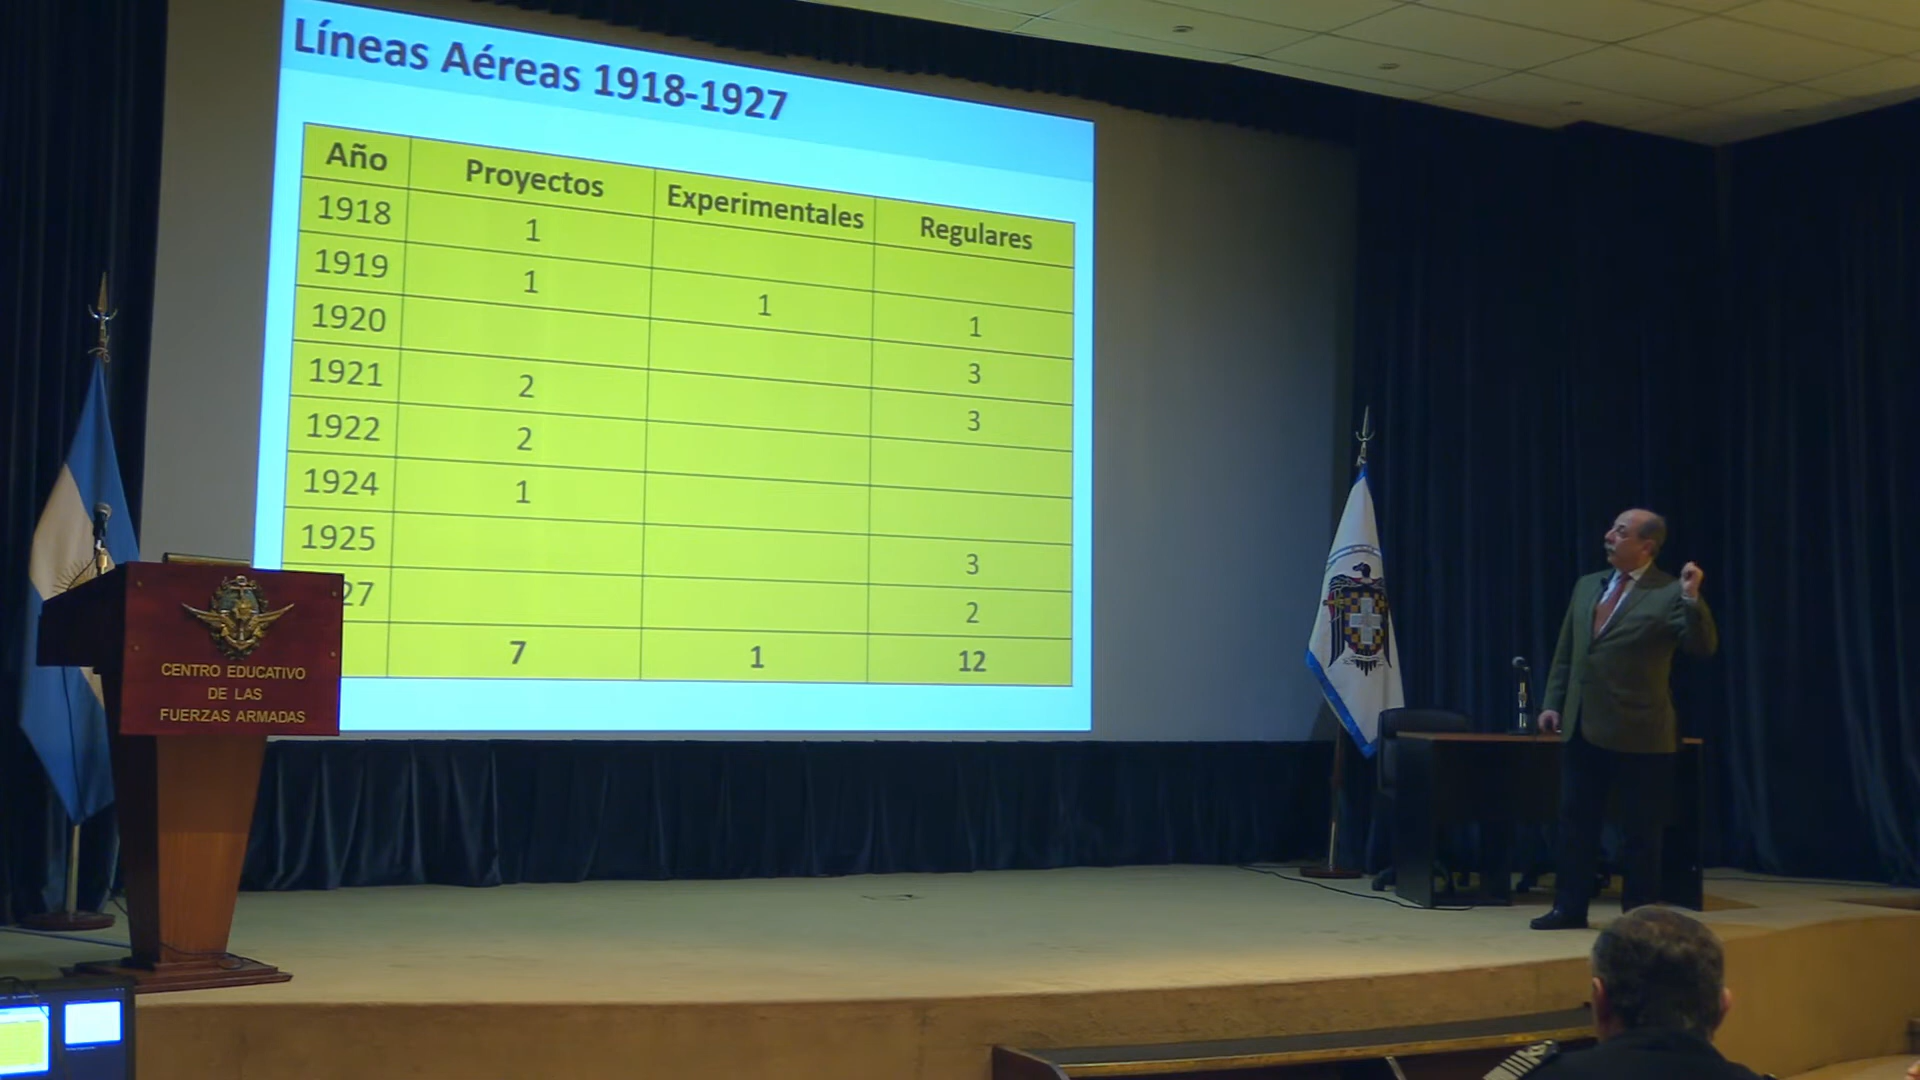 Líneas Aéreas 1918-1927
Año Proyectos Experimentales Regulares
1918 1
1919 1 1 1
1920 3
1921 2 3
1922 2
1924 1
1925 3
27 2
7 1 12
CENTRO EDUCATIVO
DE LAS
FUERZAS ARMADAS